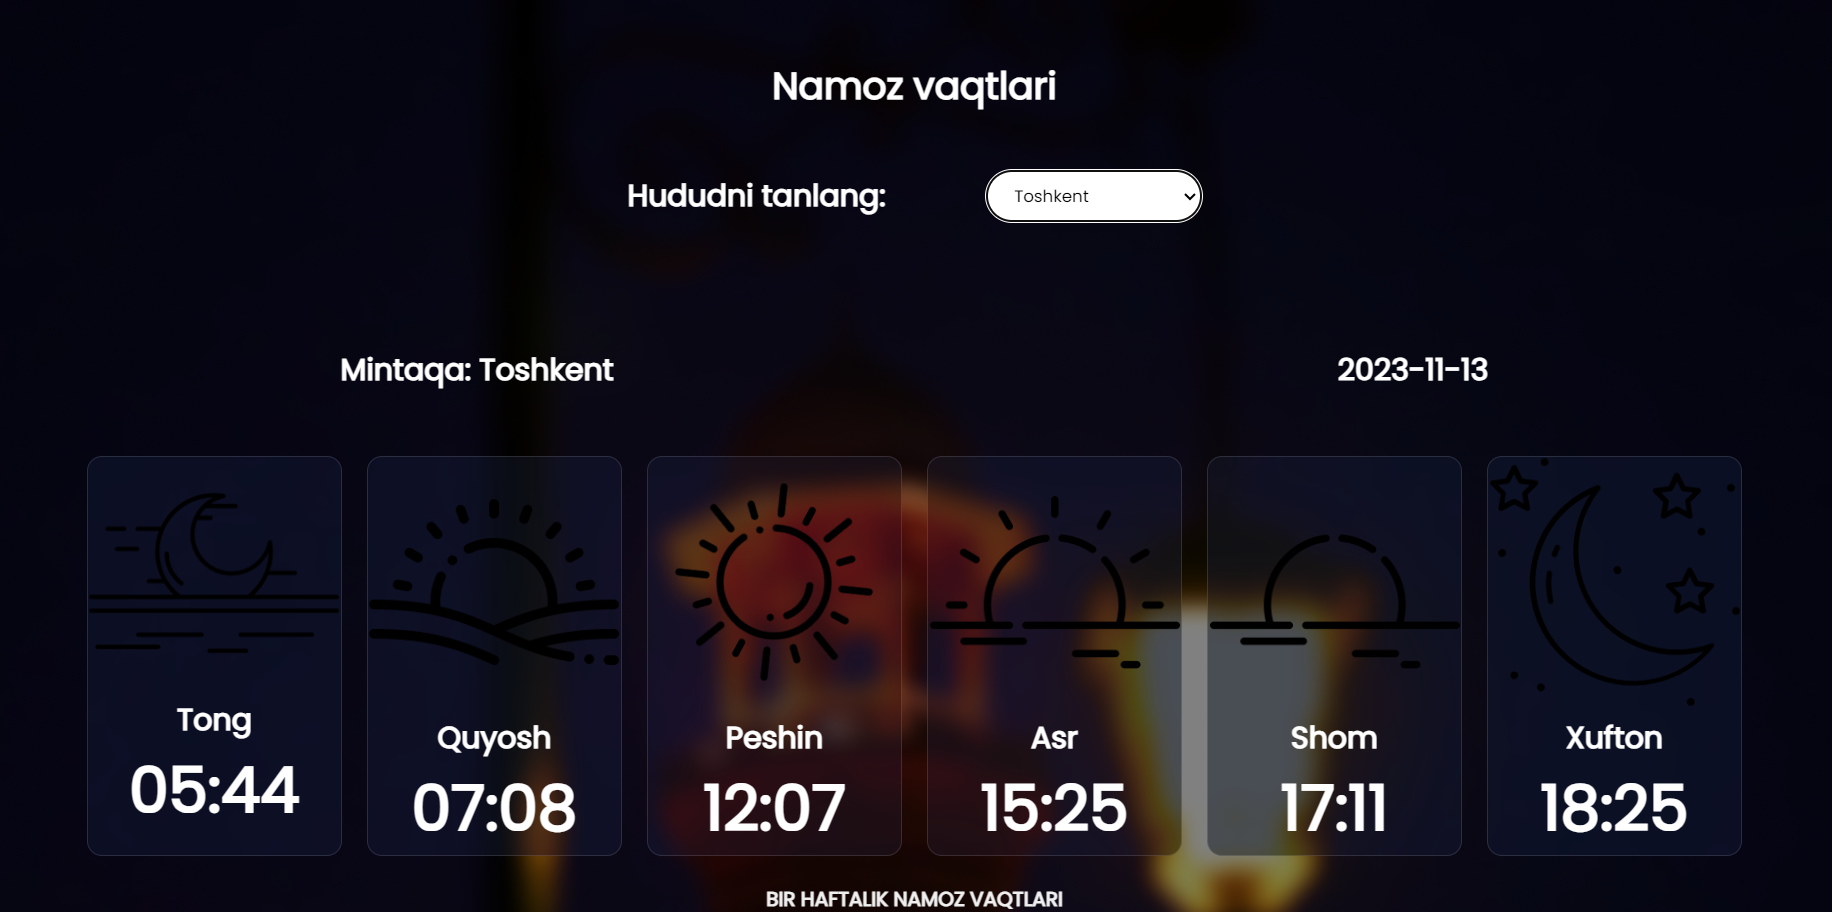 Namoz vaqtlari
Hududni tanlang:
Toshkent
Mintaqa: Toshkent
2023-11-13
Tong
05:44
Quyosh
07:08
Peshin
12:07
Asr
15:25
Shom
17:11
Xufton
18:25
BIR HAFTALIK NAMOZ VAQTLARI